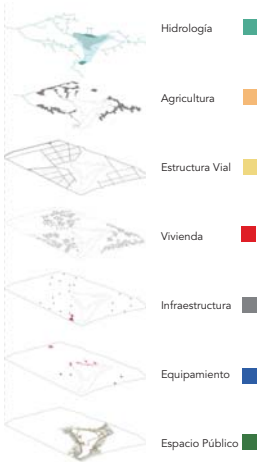 Hidrología
Agricultura
Estructura Vial
Vivienda
Infraestructura
Equipamiento
Espacio Público